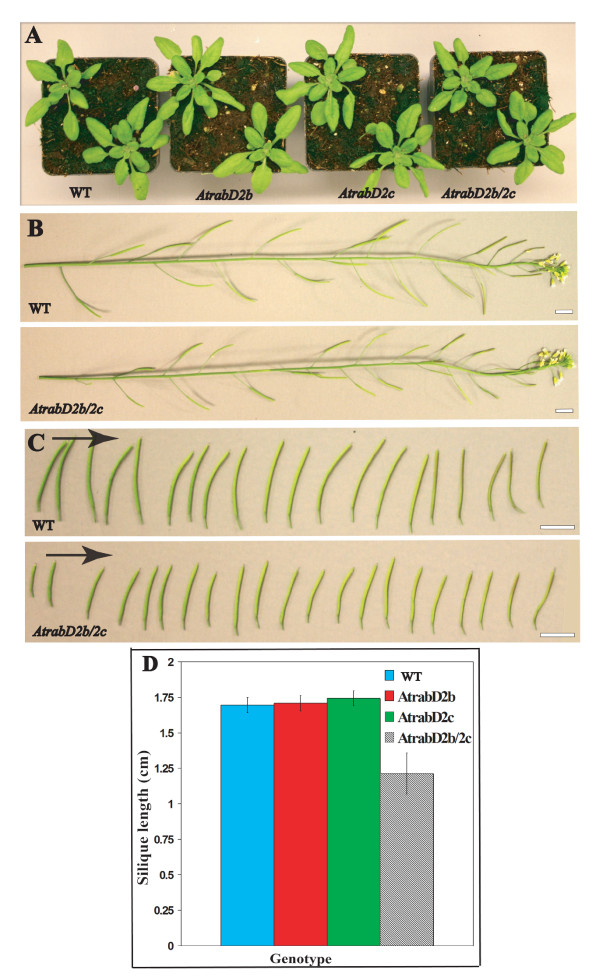 A
WT
AtrabD2b
AtrabD2c
AtrabD2b/2c
B
WT
AtrabD2b/2c
C
WT
AtrabD2b/2c
D
Silique length (cm)
2
1.75
1.5
1.25
1
0.75
0.5
0.25
0
WT
AtrabD2b
AtrabD2c
AtrabD2b/2c
Genotype